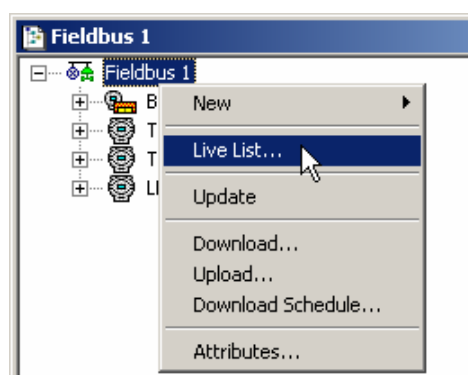 Fieldbus 1
Fieldbus 1
New
Live List...
Update
Download...
Upload...
Download Schedule...
Attributes...